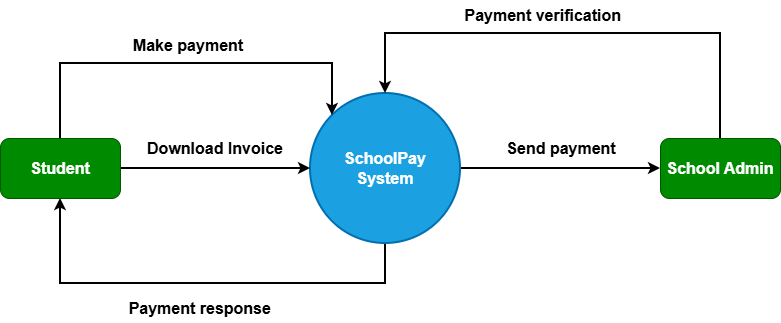 Payment verification
Make payment
Download Invoice
Send payment
Student
SchoolPay
System
School Admin
Payment response